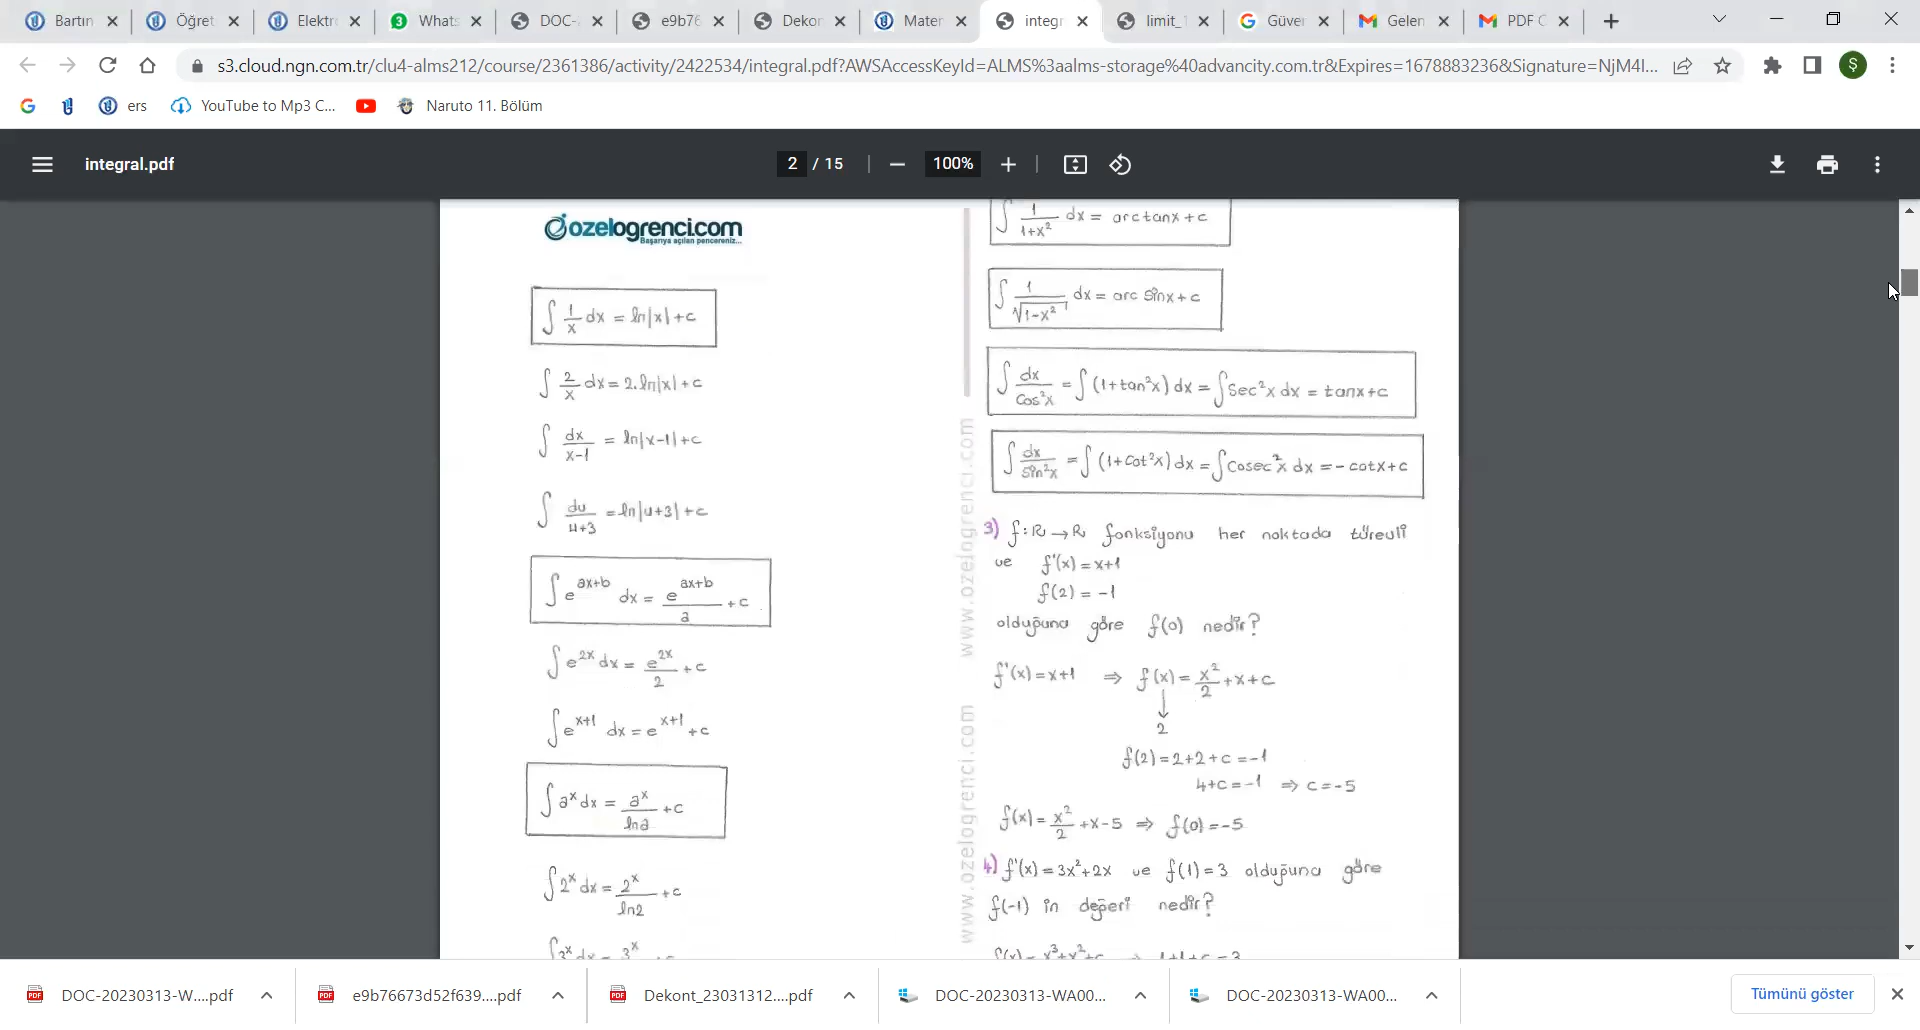 Bartın
Öğret
Elektr
Whats
DOC-
e9b76
Dekor
Mater
integr
limit_
Güver
Gelen
PDF C
s3.cloud.ngn.com.tr/clu4-alms212/course/2361386/activity/2422534/integral.pdf?AWSAccessKeyId=ALMS%3aalms-storage%40advancity.com.tr&Expires=1678883236&Signature=NjM4I...
Ş
ers
YouTube to Mp3 C...
Naruto 11. Bölüm
integral.pdf
2 / 15
100%
ozelogrenci.com
Başarıya açılan pencereniz...
∫ 1/x dx = ln|x| + c
∫ 2/x dx = 2.ln|x| + c
∫ dx/(x-1) = ln|x-1| + c
∫ du/(u+3) = ln|u+3| + c
∫ e^(ax+b) dx = e^(ax+b)/a + c
∫ e^(2x) dx = e^(2x)/2 + c
∫ e^(x+1) dx = e^(x+1) + c
∫ a^x dx = a^x/lna + c
∫ 2^x dx = 2^x/ln2 + c
∫ 3^x dx = 3^x
www.ozelogrenci.com
www.ozelogrenci.com
∫ 1/(1+x²) dx = arctanx + c
∫ 1/√(1-x²) dx = arc sinx + c
∫ dx/cos²x = ∫ (1+tan²x) dx = ∫ Sec²x dx = tanx + c
∫ dx/sin²x = ∫ (1+cot²x) dx = ∫ Cosec²x dx = - cotx + c
3) f: R → R fonksiyonu her noktada türevli
ve f'(x) = x+1
f(2) = -1
olduğuna göre f(0) nedir?
f'(x) = x+1 ⇒ f(x) = x²/2 + x + c
↓
2
f(2) = 2+2+c = -1
4+c = -1 ⇒ c = -5
f(x) = x²/2 + x - 5 ⇒ f(0) = -5
4) f'(x) = 3x²+2x ve f(1) = 3 olduğuna göre
f(-1) in değeri nedir?
f(x) = x³+x²+c ⇒ 1+1+c = 3
DOC-20230313-W....pdf
e9b76673d52f639....pdf
Dekont_23031312....pdf
DOC-20230313-WA00...
DOC-20230313-WA00...
Tümünü göster